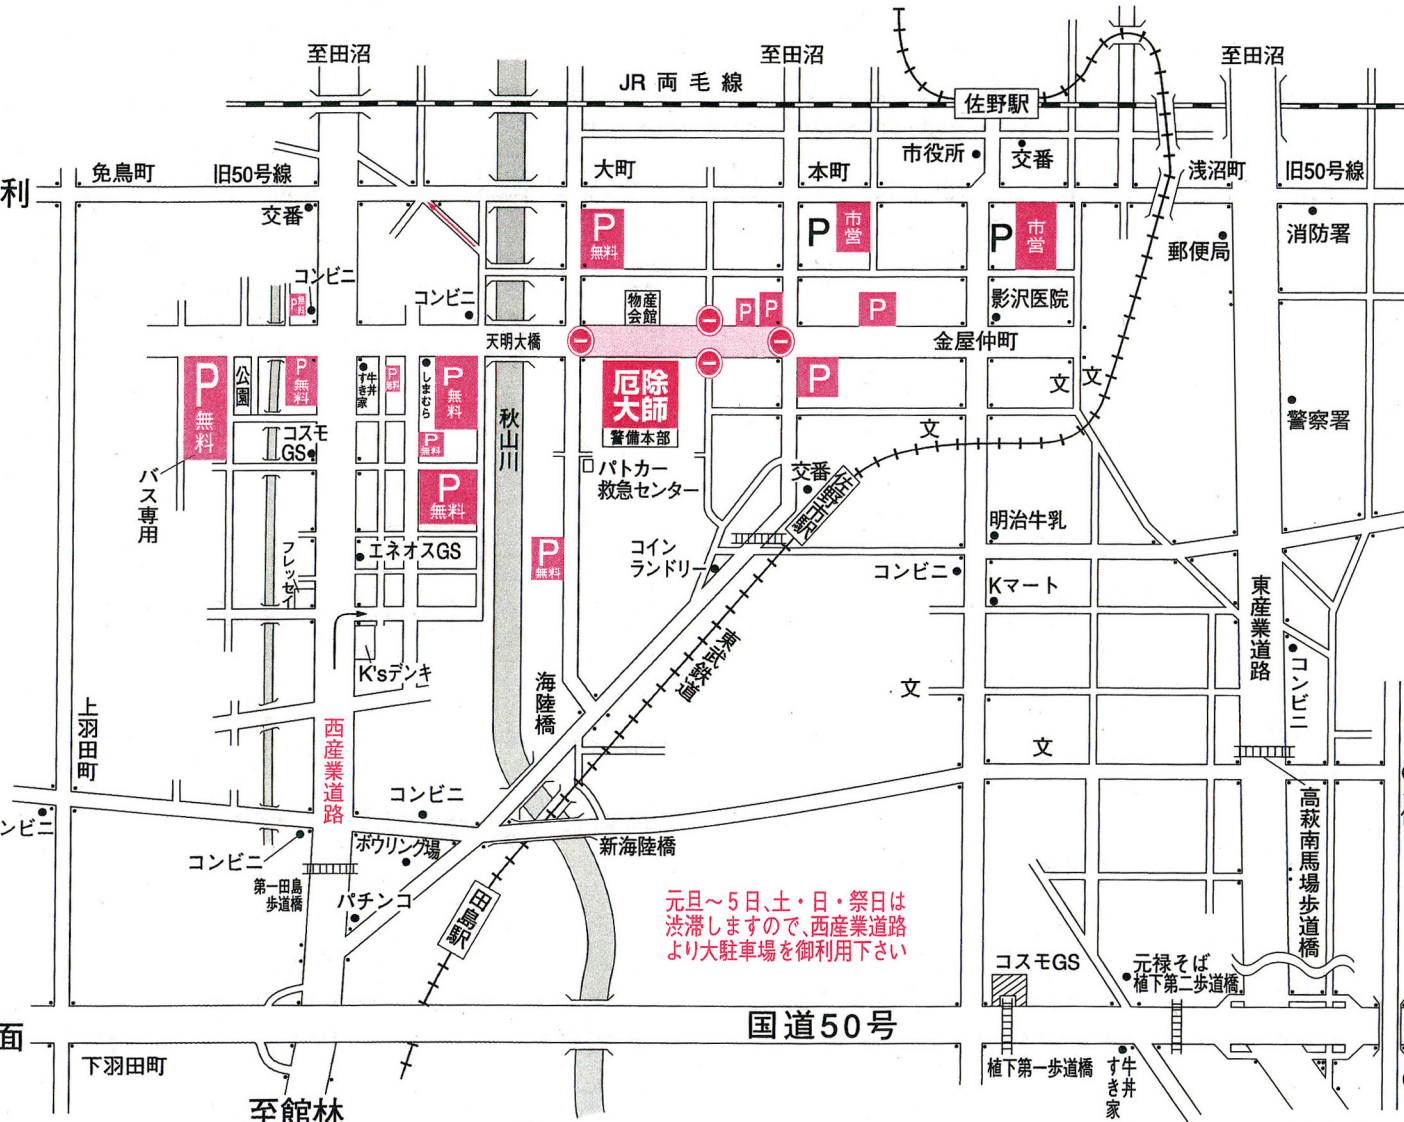 至田沼
至田沼
至田沼
JR 両毛線
佐野駅
市役所
交番
免鳥町
旧50号線
大町
本町
浅沼町
旧50号線
利
交番
P
無料
P
市営
P
市営
郵便局
消防署
コンビニ
P
無料
コンビニ
物産
会館
P
P
P
影沢医院
天明大橋
金屋仲町
P
無料
公園
P
無料
牛丼
すき家
P
無料
しまむら
P
無料
厄除
大師
警備本部
P
文
文
文
警察署
コスモ
GS
P
無料
秋山川
パトカー
救急センター
交番
佐野市駅
バス専用
P
無料
明治牛乳
フレッセイ
エネオスGS
P
無料
コイン
ランドリー
コンビニ
Kマート
東産業道路
K'sデンキ
海陸橋
東武鉄道
文
コンビニ
上羽田町
西産業道路
文
コンビニ
ンビニ
コンビニ
ボウリング場
新海陸橋
高萩南馬場歩道橋
第一田島
歩道橋
パチンコ
田島駅
元旦～5日、土・日・祭日は
渋滞しますので、西産業道路
より大駐車場を御利用下さい
コスモGS
元禄そば
植下第二歩道橋
国道50号
面
下羽田町
植下第一歩道橋
牛丼
すき家
至館林